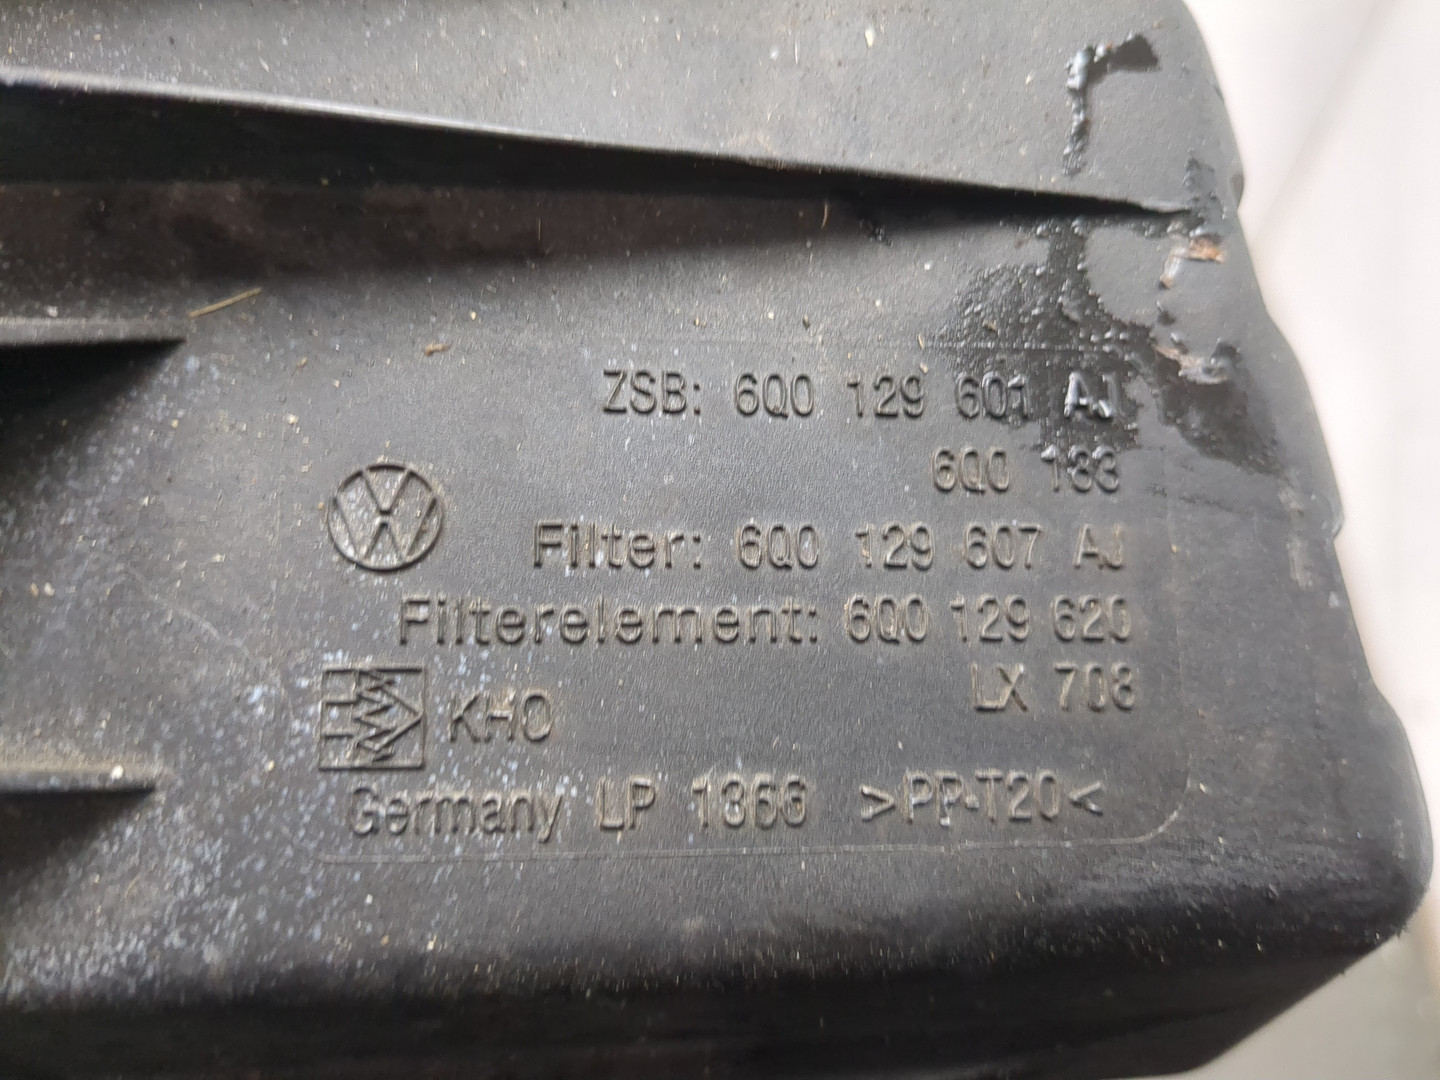 ZSB: 6Q0 129 601 AJ
6Q0 133
Filter: 6Q0 129 607 AJ
Filterelement: 6Q0 129 620
LX 708
KHO
Germany LP 1366 >PP-T20<